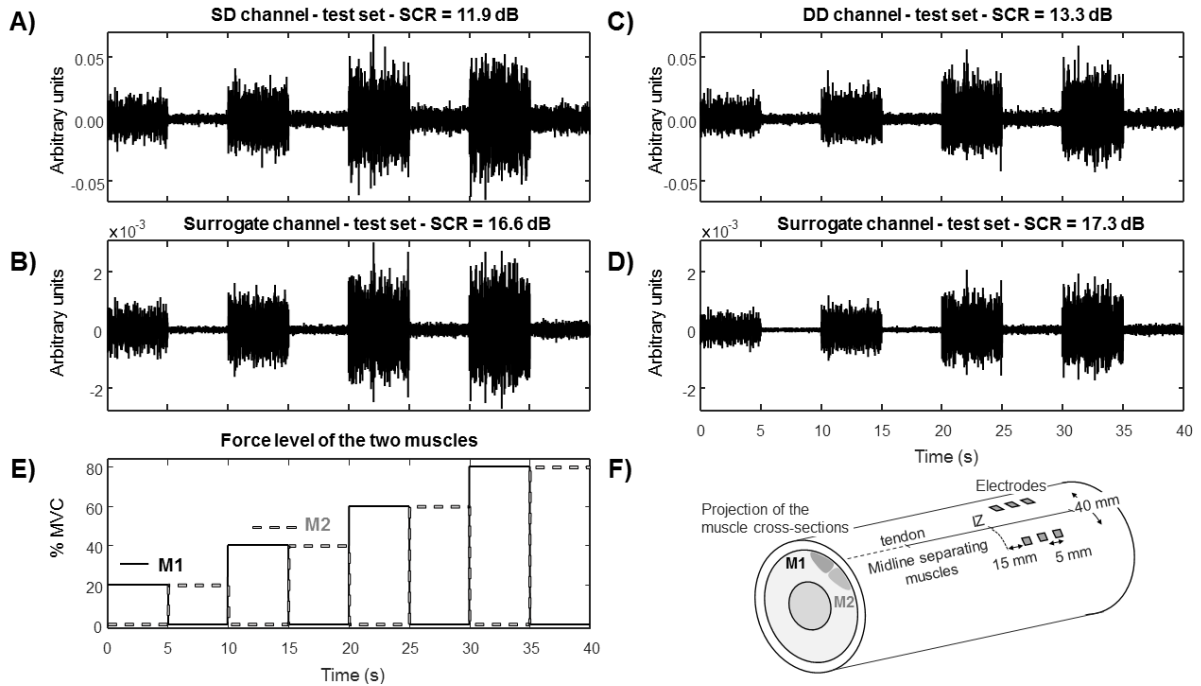 A)
SD channel - test set - SCR = 11.9 dB
Arbitrary units
0.05
0.00
-0.05
B)
Surrogate channel - test set - SCR = 16.6 dB
×10⁻³
Arbitrary units
2
0
-2
E)
Force level of the two muscles
% MVC
80
60
40
20
0
M1
M2
0 5 10 15 20 25 30 35 40
Time (s)
C)
DD channel - test set - SCR = 13.3 dB
Arbitrary units
0.05
0.00
-0.05
D)
Surrogate channel - test set - SCR = 17.3 dB
×10⁻³
Arbitrary units
2
0
-2
0 5 10 15 20 25 30 35 40
Time (s)
F)
Electrodes
Projection of the
muscle cross-sections
IZ
40 mm
tendon
Midline separating
muscles
15 mm
5 mm
M1
M2